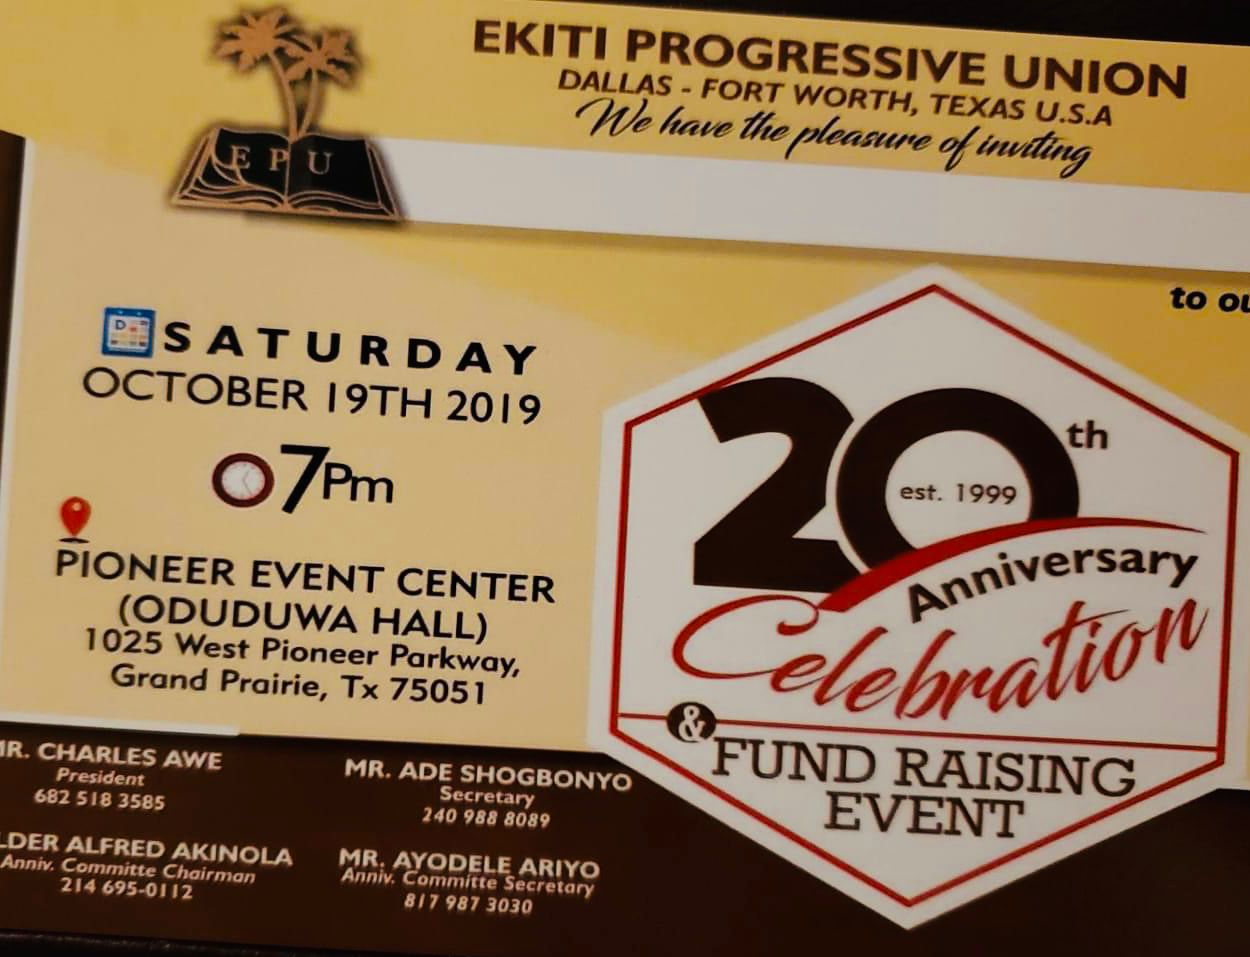 EKITI PROGRESSIVE UNION
DALLAS - FORT WORTH, TEXAS U.S.A
We have the pleasure of inviting
E P U
to ou
SATURDAY
OCTOBER 19TH 2019
7Pm
PIONEER EVENT CENTER
(ODUDUWA HALL)
1025 West Pioneer Parkway,
Grand Prairie, Tx 75051
20th
est. 1999
Anniversary
Celebration
&
FUND RAISING
EVENT
MR. CHARLES AWE
President
682 518 3585
MR. ADE SHOGBONYO
Secretary
240 988 8089
LDER ALFRED AKINOLA
Anniv. Committe Chairman
214 695-0112
MR. AYODELE ARIYO
Anniv. Committe Secretary
817 987 3030